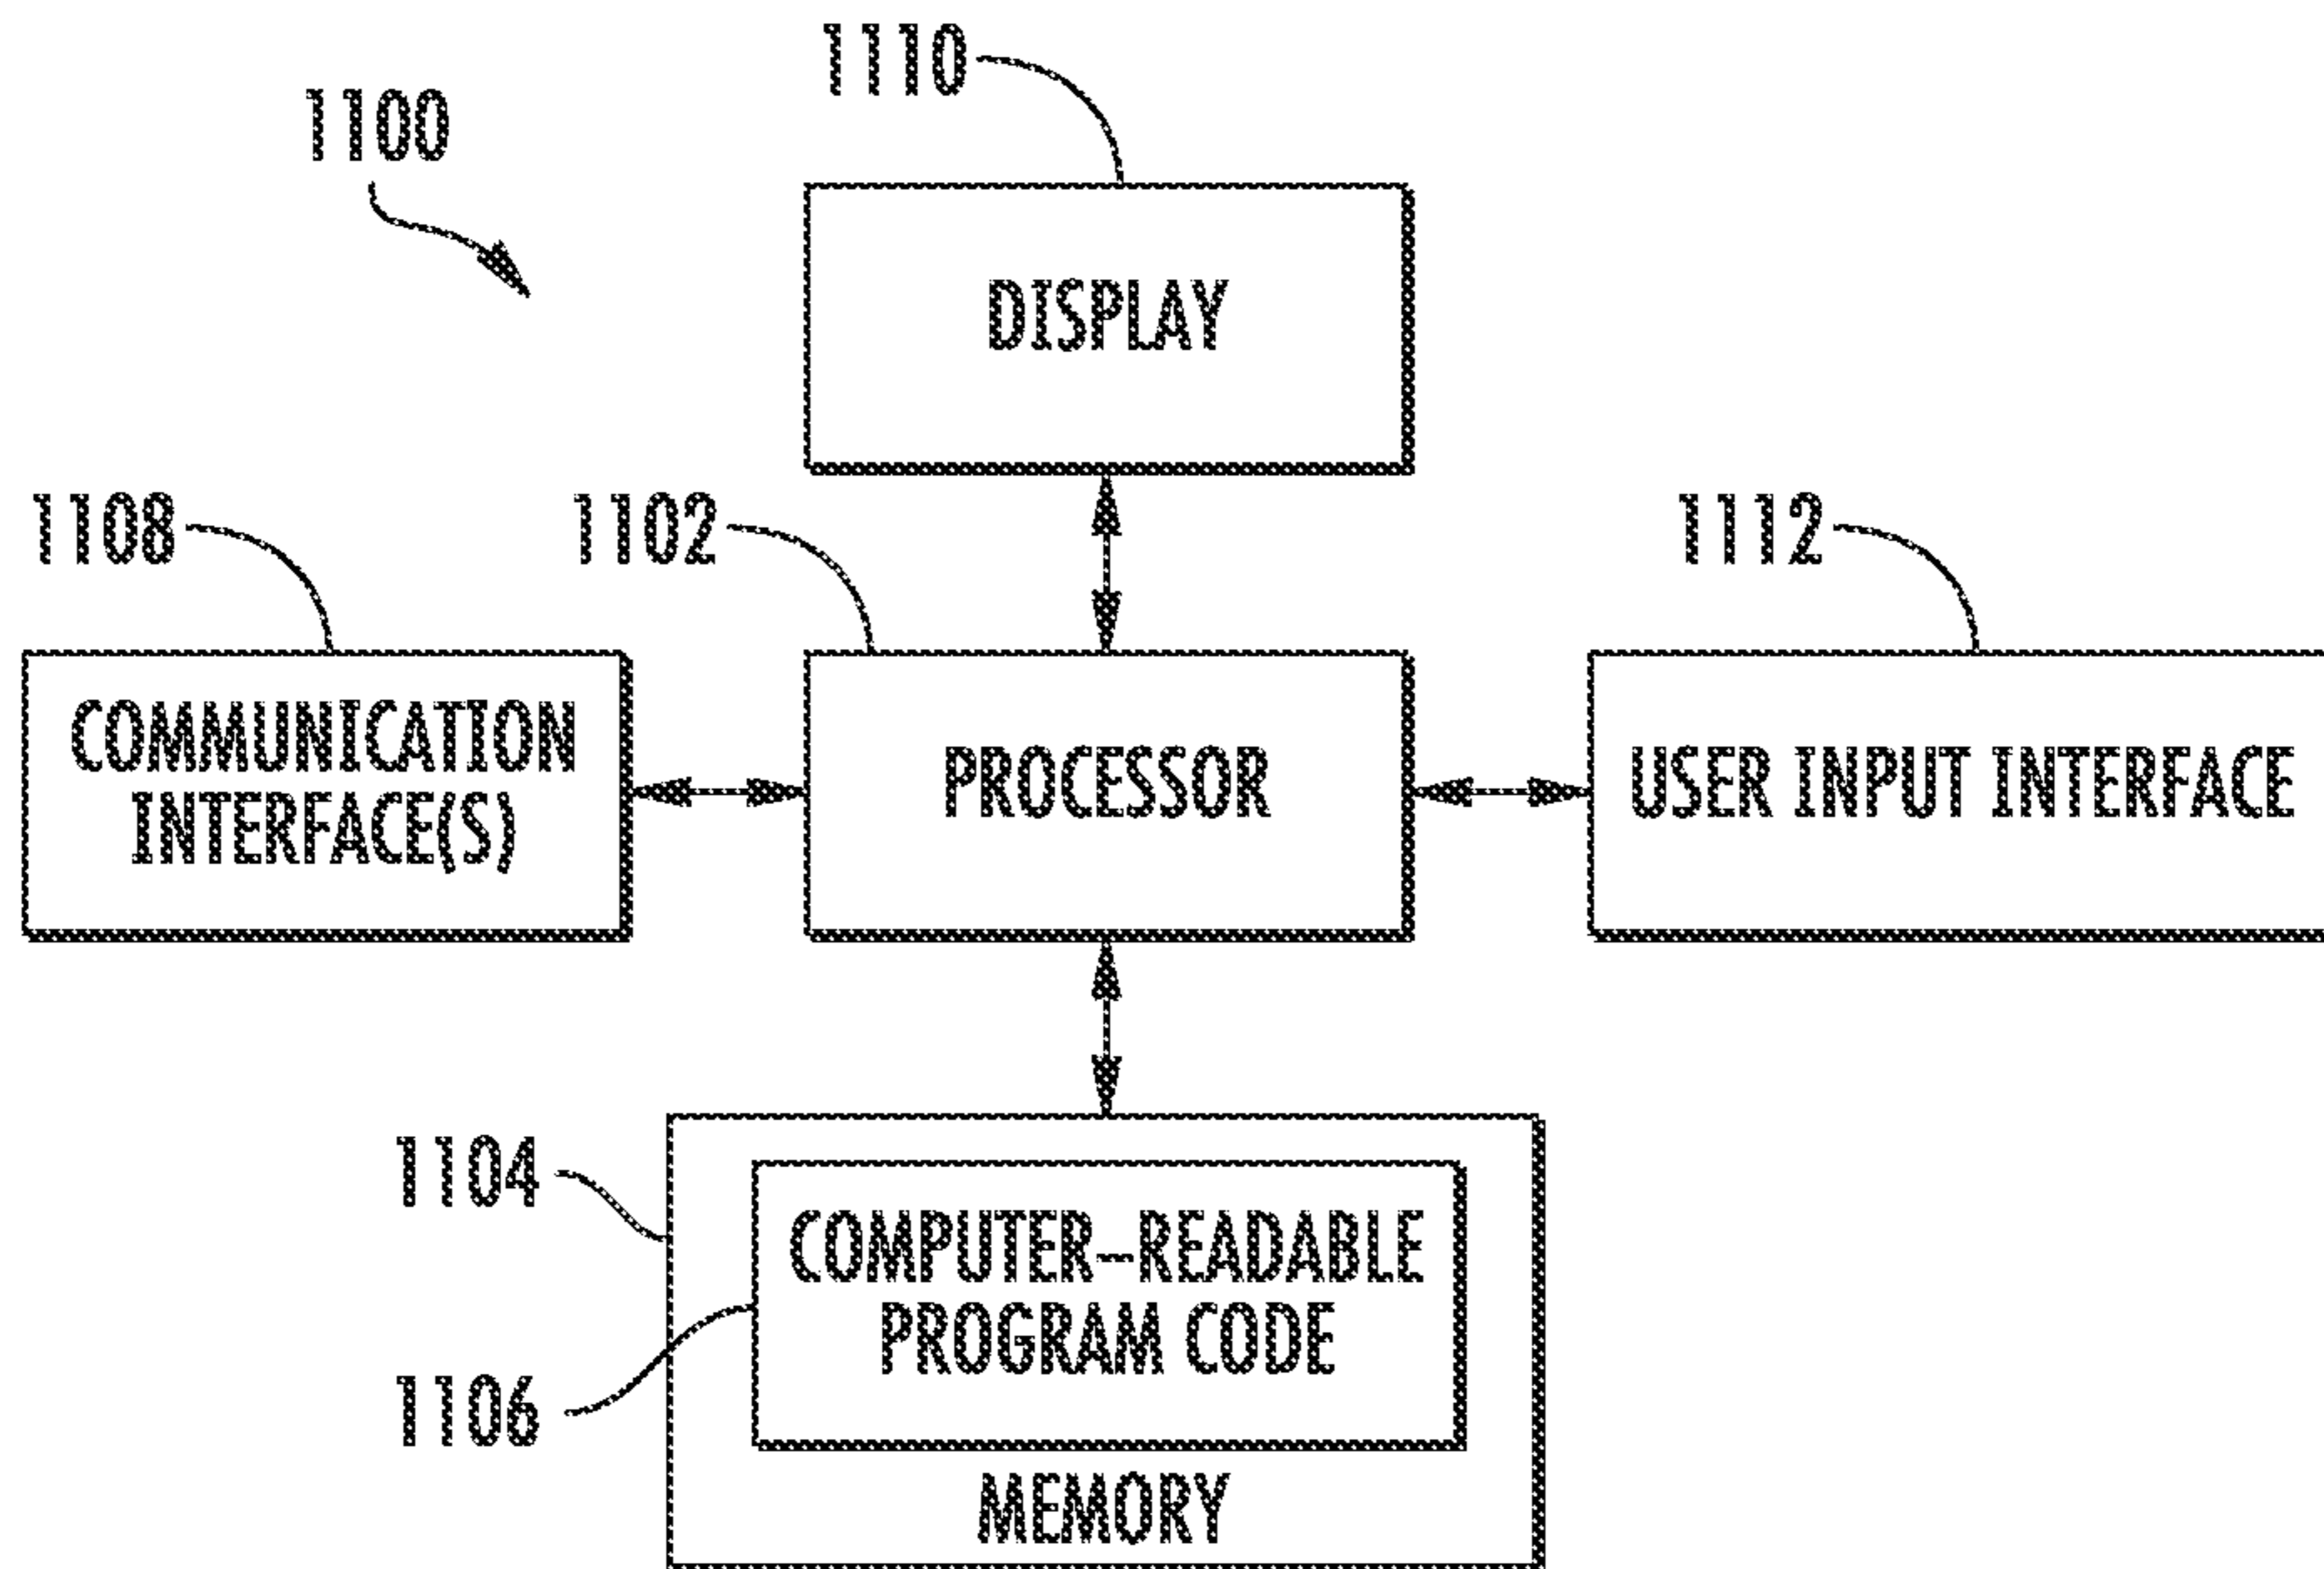 1110
1100
DISPLAY
1108
1102
1112
COMMUNICATION
INTERFACE(S)
PROCESSOR
USER INPUT INTERFACE
1104
COMPUTER–READABLE
PROGRAM CODE
1106
MEMORY